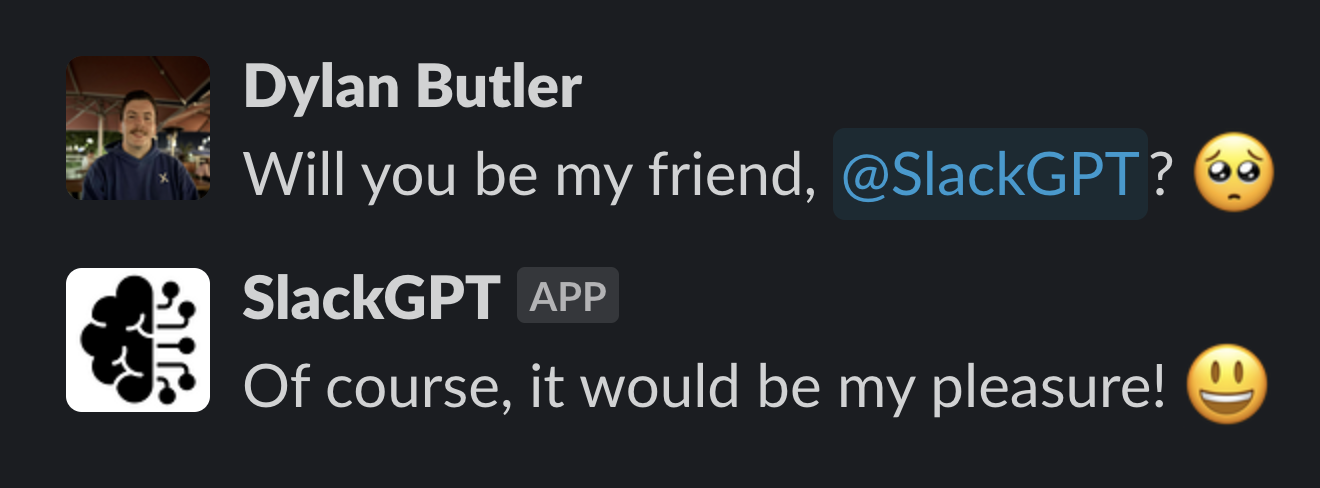 Dylan Butler
Will you be my friend, @SlackGPT? 🥺
SlackGPT APP
Of course, it would be my pleasure! 😃